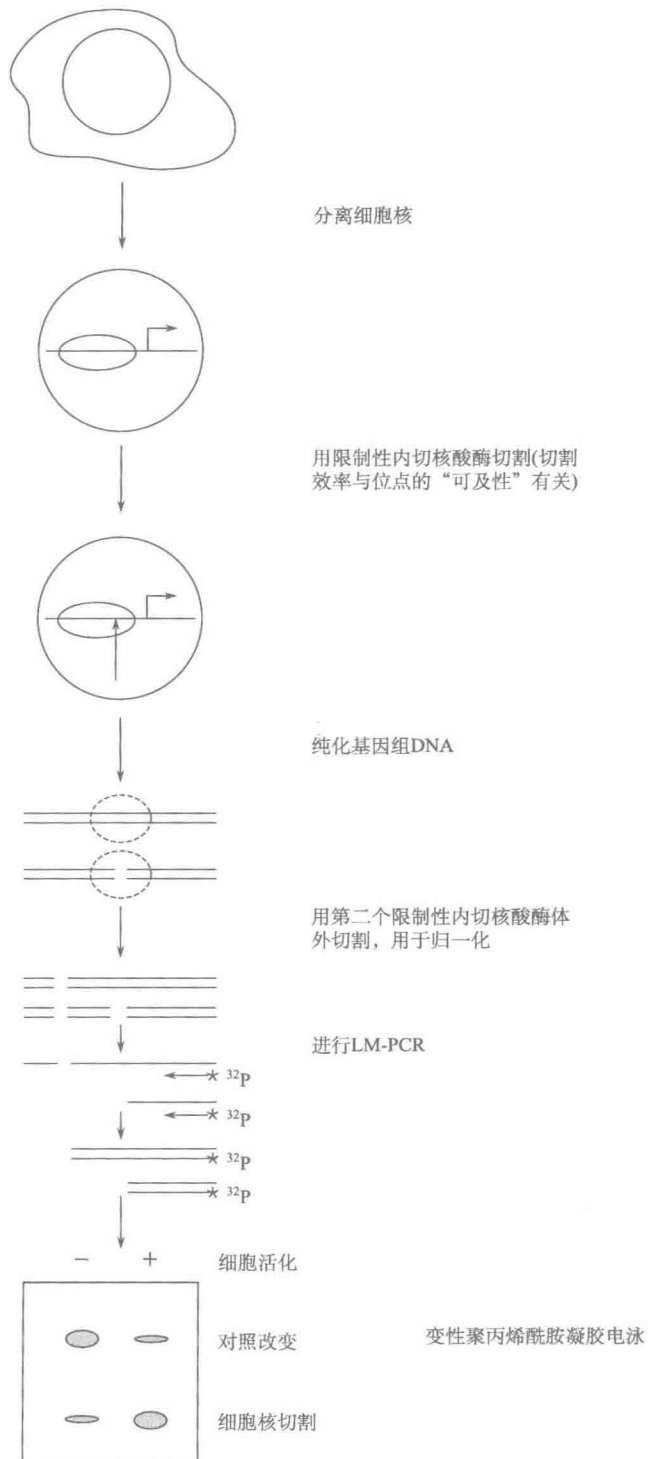 分离细胞核
用限制性内切核酸酶切割(切割
效率与位点的“可及性”有关)
纯化基因组DNA
用第二个限制性内切核酸酶体
外切割，用于归一化
进行LM-PCR
³²P
³²P
³²P
³²P
− +
细胞活化
对照改变
变性聚丙烯酰胺凝胶电泳
细胞核切割